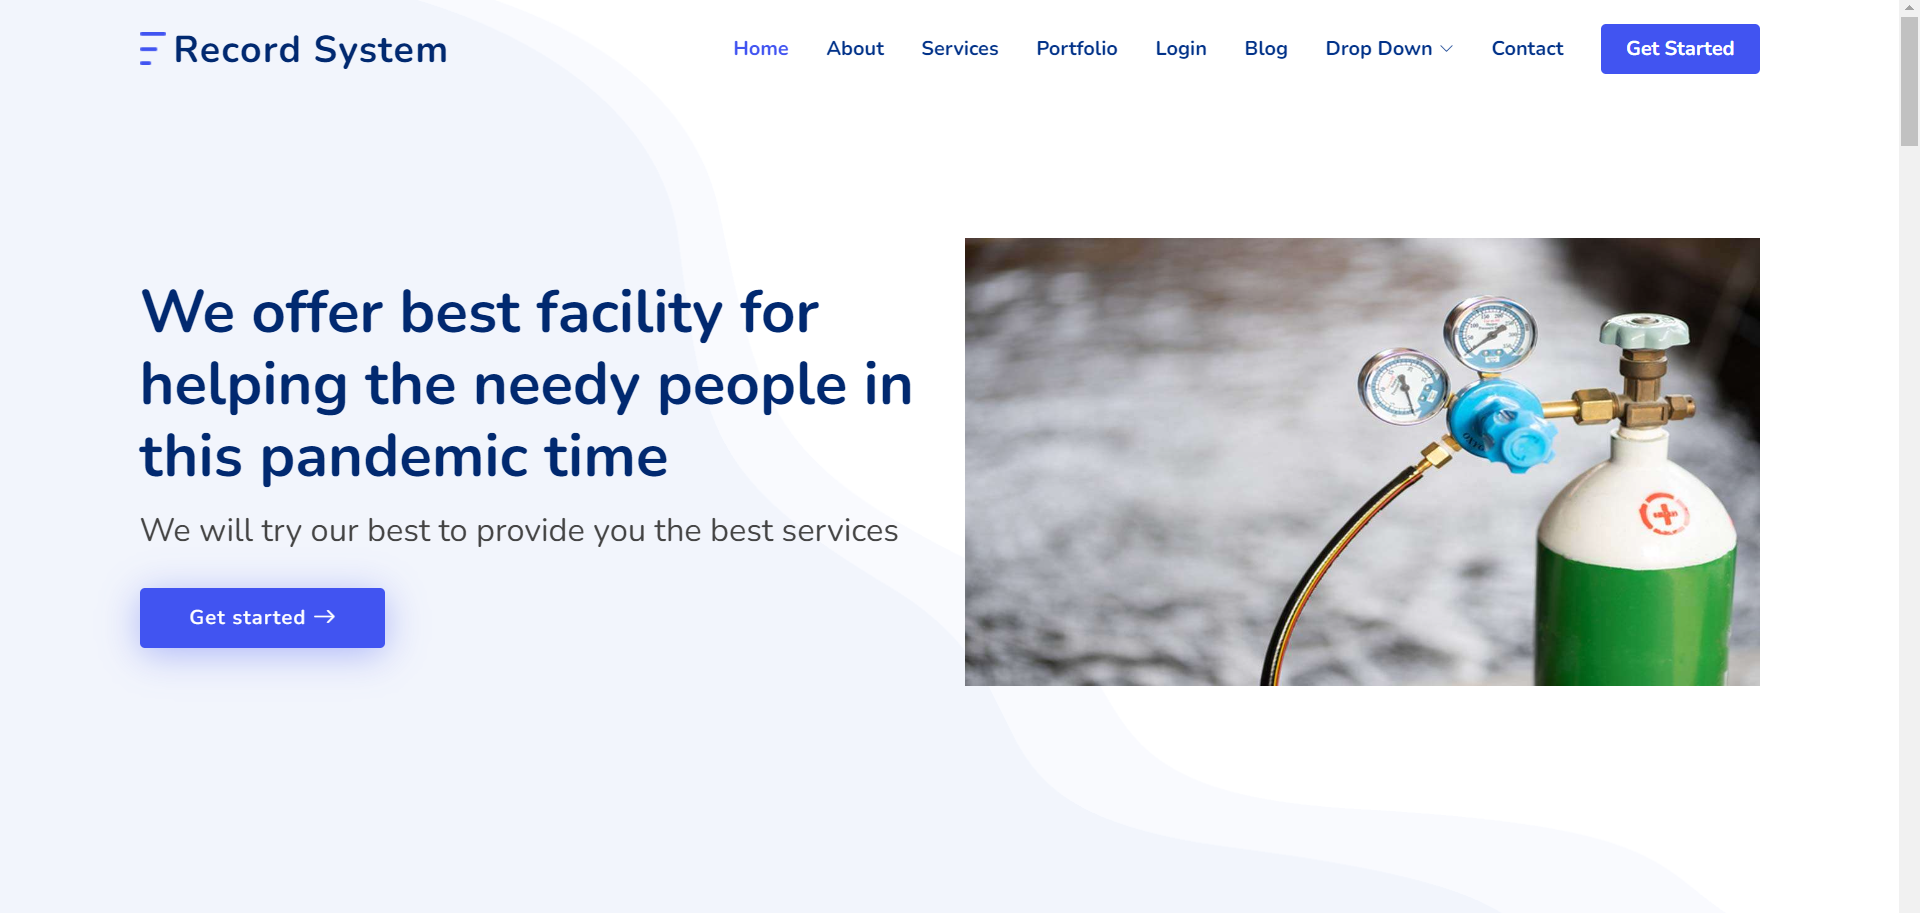 Record System
Home About Services Portfolio Login Blog Drop Down Contact Get Started
We offer best facility for
helping the needy people in
this pandemic time
We will try our best to provide you the best services
Get started